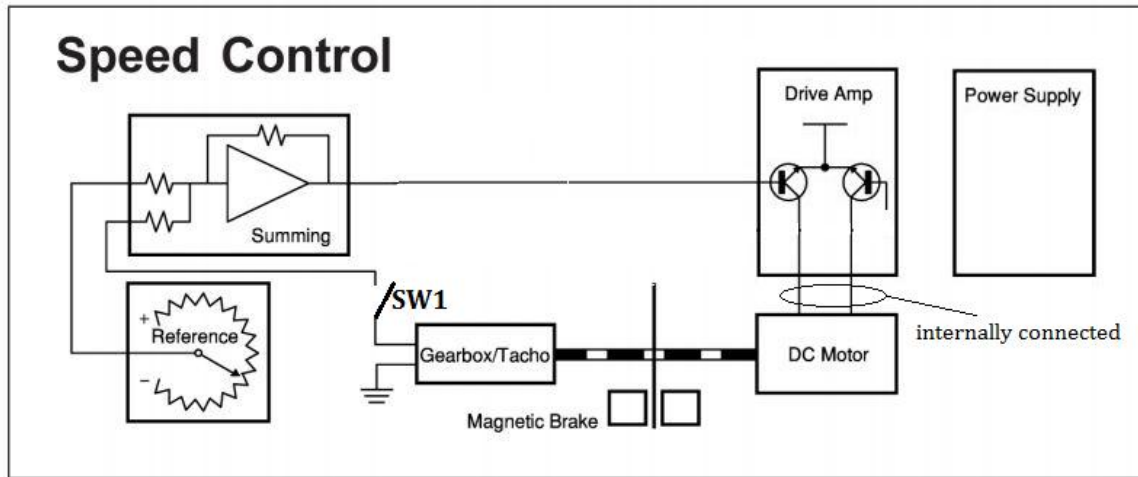 Speed Control
Drive Amp
Power Supply
Summing
+
Reference
−
SW1
Gearbox/Tacho
DC Motor
internally connected
Magnetic Brake